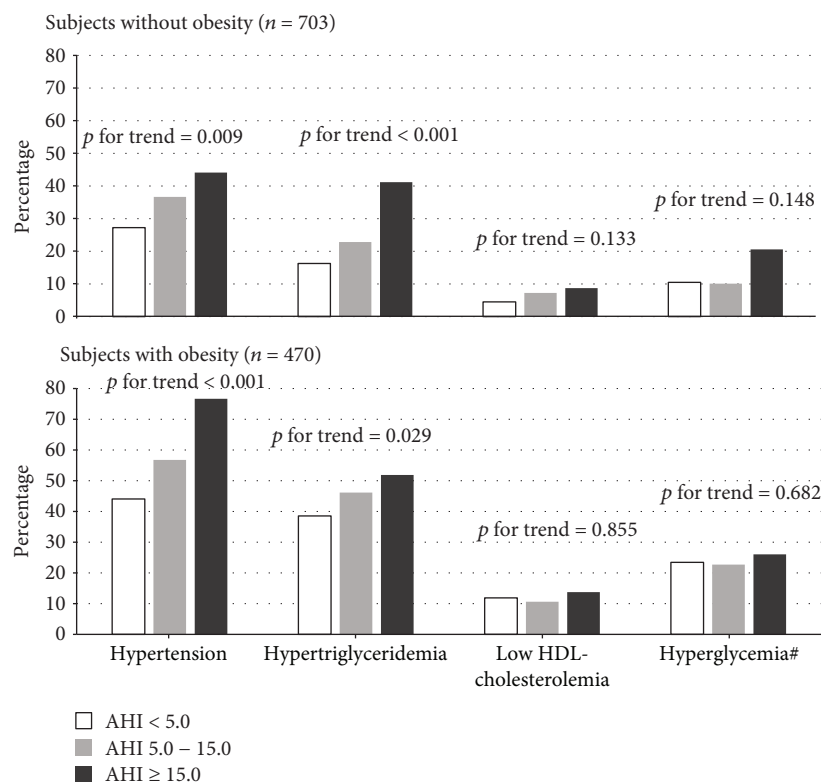 Subjects without obesity (n = 703)
80
70
60
50
40
30
20
10
0
Percentage
p for trend = 0.009
p for trend < 0.001
p for trend = 0.133
p for trend = 0.148
Subjects with obesity (n = 470)
80
70
60
50
40
30
20
10
0
Percentage
p for trend < 0.001
p for trend = 0.029
p for trend = 0.855
p for trend = 0.682
Hypertension
Hypertriglyceridemia
Low HDL-
cholesterolemia
Hyperglycemia#
AHI < 5.0
AHI 5.0 – 15.0
AHI ≥ 15.0